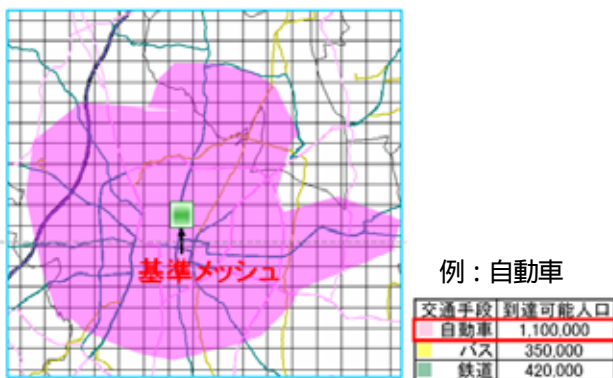 基準メッシュ
例：自動車
交通手段 到達可能人口
自動車 1,100,000
バス 350,000
鉄道 420,000